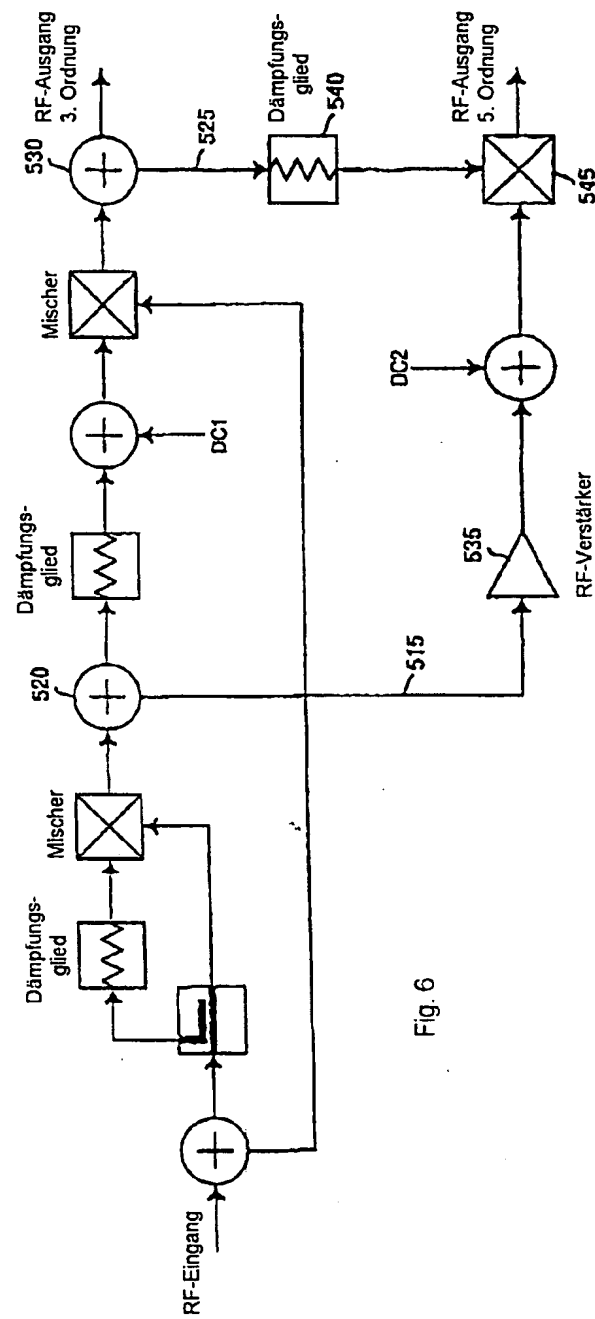 RF-Eingang
Dämpfungs-
glied
Mischer
520
Dämpfungs-
glied
DC1
Mischer
530
RF-Ausgang
3. Ordnung
525
Dämpfungs-
glied
540
515
535
RF-Verstärker
DC2
RF-Ausgang
5. Ordnung
545
Fig. 6